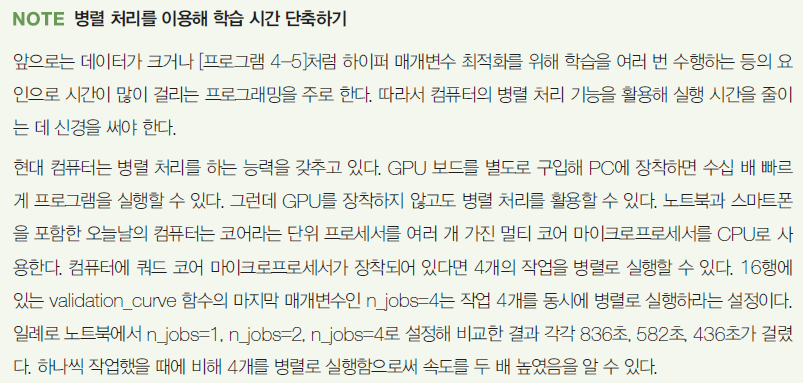 NOTE 병렬 처리를 이용해 학습 시간 단축하기
앞으로는 데이터가 크거나 [프로그램 4-5]처럼 하이퍼 매개변수 최적화를 위해 학습을 여러 번 수행하는 등의 요
인으로 시간이 많이 걸리는 프로그래밍을 주로 한다. 따라서 컴퓨터의 병렬 처리 기능을 활용해 실행 시간을 줄이
는 데 신경을 써야 한다.
현대 컴퓨터는 병렬 처리를 하는 능력을 갖추고 있다. GPU 보드를 별도로 구입해 PC에 장착하면 수십 배 빠르
게 프로그램을 실행할 수 있다. 그런데 GPU를 장착하지 않고도 병렬 처리를 활용할 수 있다. 노트북과 스마트폰
을 포함한 오늘날의 컴퓨터는 코어라는 단위 프로세서를 여러 개 가진 멀티 코어 마이크로프로세서를 CPU로 사
용한다. 컴퓨터에 쿼드 코어 마이크로프로세서가 장착되어 있다면 4개의 작업을 병렬로 실행할 수 있다. 16행에
있는 validation_curve 함수의 마지막 매개변수인 n_jobs=4는 작업 4개를 동시에 병렬로 실행하라는 설정이다.
일례로 노트북에서 n_jobs=1, n_jobs=2, n_jobs=4로 설정해 비교한 결과 각각 836초, 582초, 436초가 걸렸
다. 하나씩 작업했을 때에 비해 4개를 병렬로 실행함으로써 속도를 두 배 높였음을 알 수 있다.